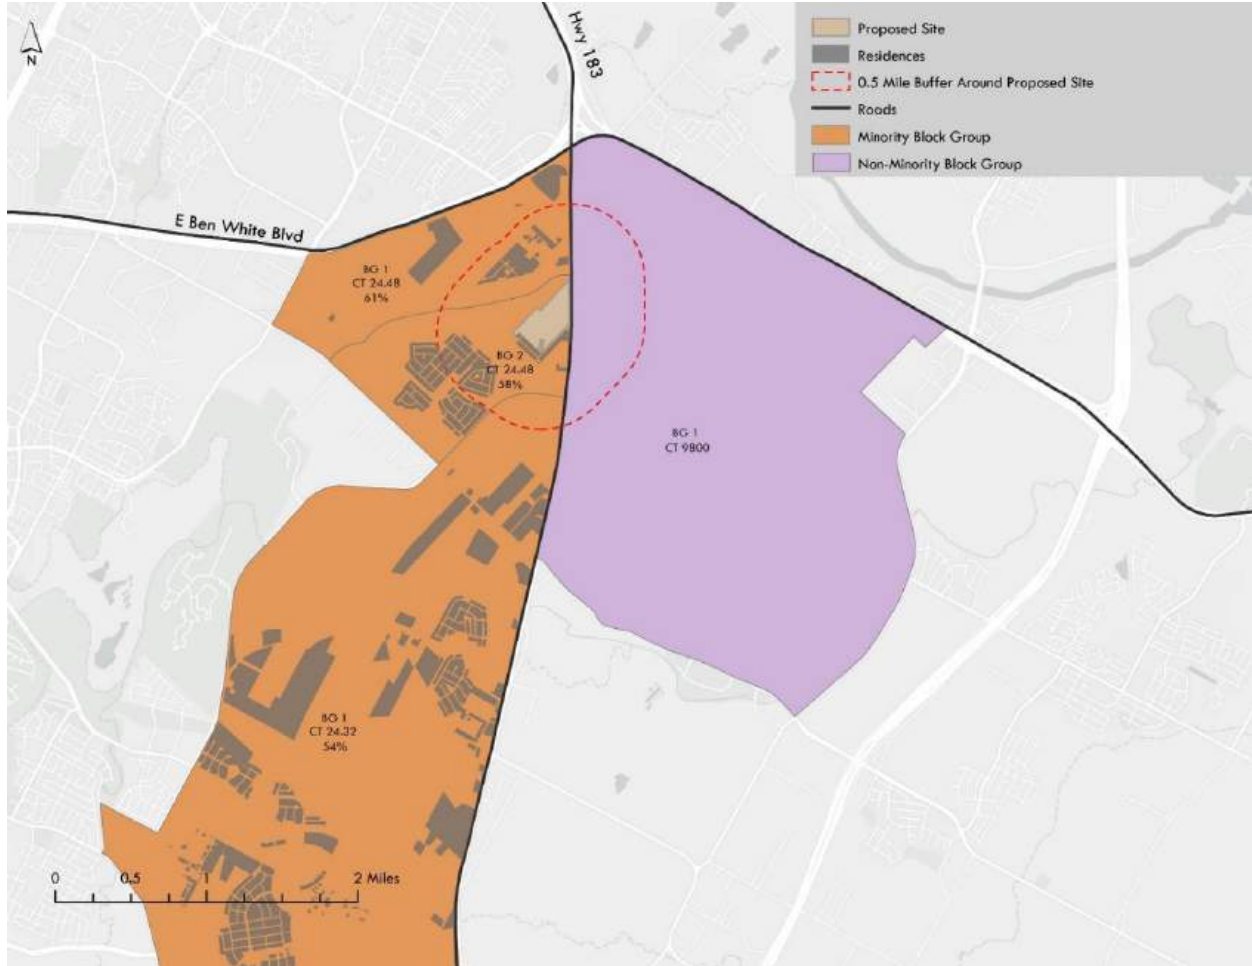 Hwy 183
Proposed Site
Residences
0.5 Mile Buffer Around Proposed Site
Roads
Minority Block Group
Non-Minority Block Group
N
E Ben White Blvd
BG 1
CT 24.48
61%
BG 2
CT 24.48
58%
BG 1
CT 9800
BG 1
CT 24.32
54%
0 0.5 1 2 Miles